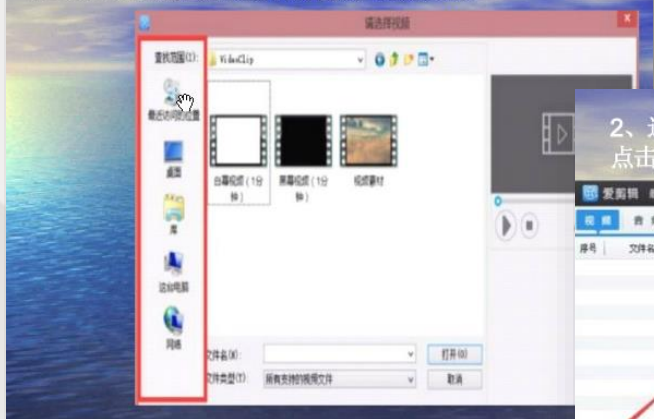 请选择视频
查找范围(I):
VideoClip
最近访问的位置
桌面
库
这台电脑
网络
白幕视频(1分
钟)
黑幕视频(1分
钟)
视频素材
文件名(N):
打开(O)
文件类型(T):
所有支持的视频文件
取消
2、
点击
爱剪辑
视频
音
序号
文件名